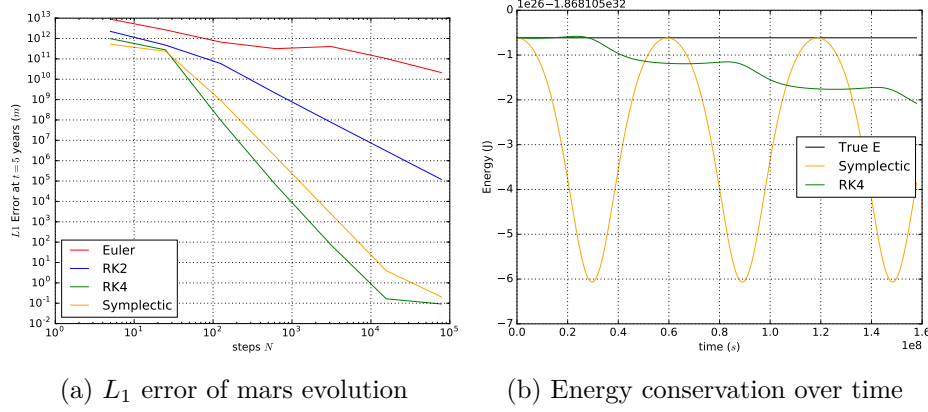 10^13
10^12
10^11
10^10
10^9
10^8
10^7
10^6
10^5
10^4
10^3
10^2
10^1
10^0
10^-1
10^-2
L1 Error at t = 5 years (m)
Euler
RK2
RK4
Symplectic
10^0 10^1 10^2 10^3 10^4 10^5
steps N
(a) L_1 error of mars evolution
1e26−1.868105e32
0
−1
−2
−3
−4
−5
−6
−7
Energy (J)
True E
Symplectic
RK4
0.0 0.2 0.4 0.6 0.8 1.0 1.2 1.4 1.6
1e8
time (s)
(b) Energy conservation over time